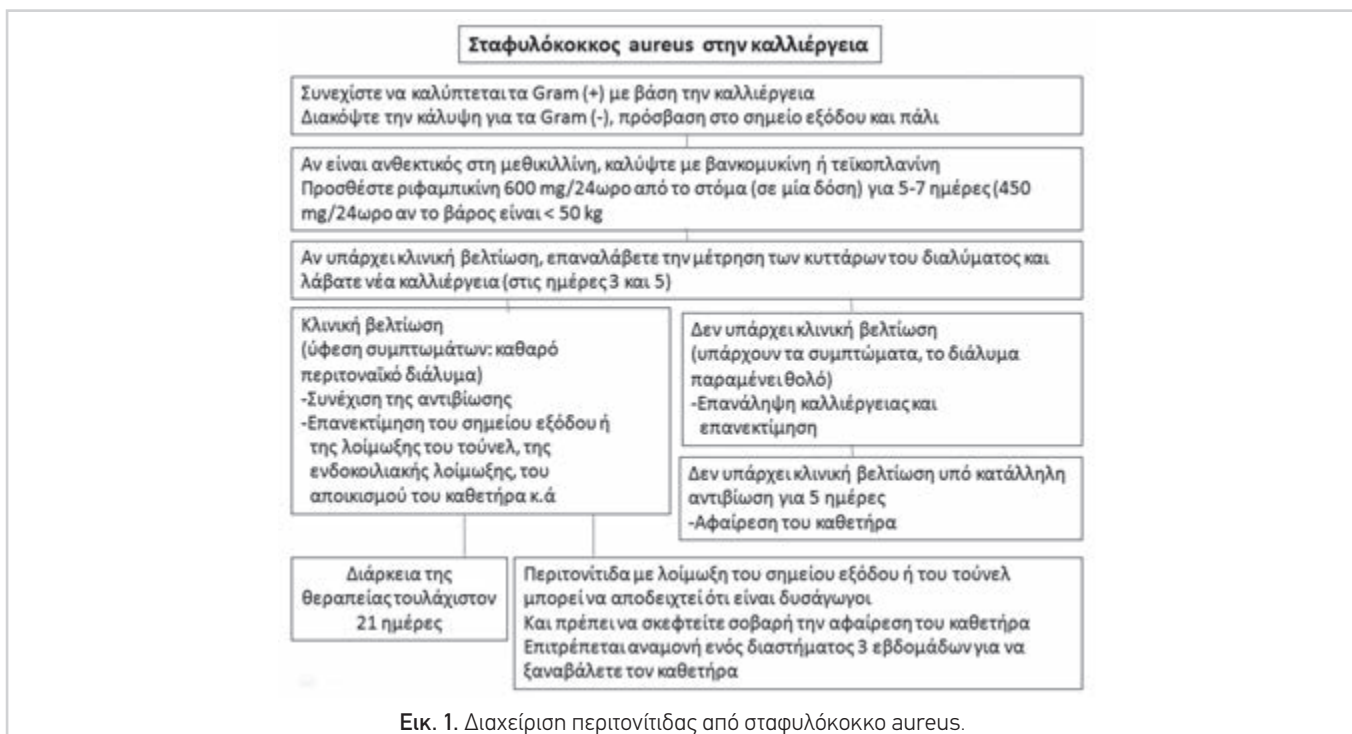 Σταφυλόκοκκος aureus στην καλλιέργεια
Συνεχίστε να καλύπτεται τα Gram (+) με βάση την καλλιέργεια
Διακόψτε την κάλυψη για τα Gram (-), πρόσβαση στο σημείο εξόδου και πάλι
Αν είναι ανθεκτικός στη μεθικιλλίνη, καλύψτε με βανκομυκίνη ή τεϊκοπλανίνη
Προσθέστε ριφαμπικίνη 600 mg/24ωρο από το στόμα (σε μία δόση) για 5-7 ημέρες (450
mg/24ωρο αν το βάρος είναι < 50 kg
Αν υπάρχει κλινική βελτίωση, επαναλάβετε την μέτρηση των κυττάρων του διαλύματος και
λάβατε νέα καλλιέργεια (στις ημέρες 3 και 5)
Κλινική βελτίωση
(ύφεση συμπτωμάτων: καθαρό
περιτοναϊκό διάλυμα)
-Συνέχιση της αντιβίωσης
-Επανεκτίμηση του σημείου εξόδου ή
της λοίμωξης του τούνελ, της
ενδοκοιλιακής λοίμωξης, του
αποικισμού του καθετήρα κ.ά
Δεν υπάρχει κλινική βελτίωση
(υπάρχουν τα συμπτώματα, το διάλυμα
παραμένει θολό)
-Επανάληψη καλλιέργειας και
επανεκτίμηση
Δεν υπάρχει κλινική βελτίωση υπό κατάλληλη
αντιβίωση για 5 ημέρες
-Αφαίρεση του καθετήρα
Διάρκεια της
θεραπείας τουλάχιστον
21 ημέρες
Περιτονίτιδα με λοίμωξη του σημείου εξόδου ή του τούνελ
μπορεί να αποδειχτεί ότι είναι δυσάγωγοι
Και πρέπει να σκεφτείτε σοβαρή την αφαίρεση του καθετήρα
Επιτρέπεται αναμονή ενός διαστήματος 3 εβδομάδων για να
ξαναβάλετε τον καθετήρα
Εικ. 1. Διαχείριση περιτονίτιδας από σταφυλόκοκκο aureus.